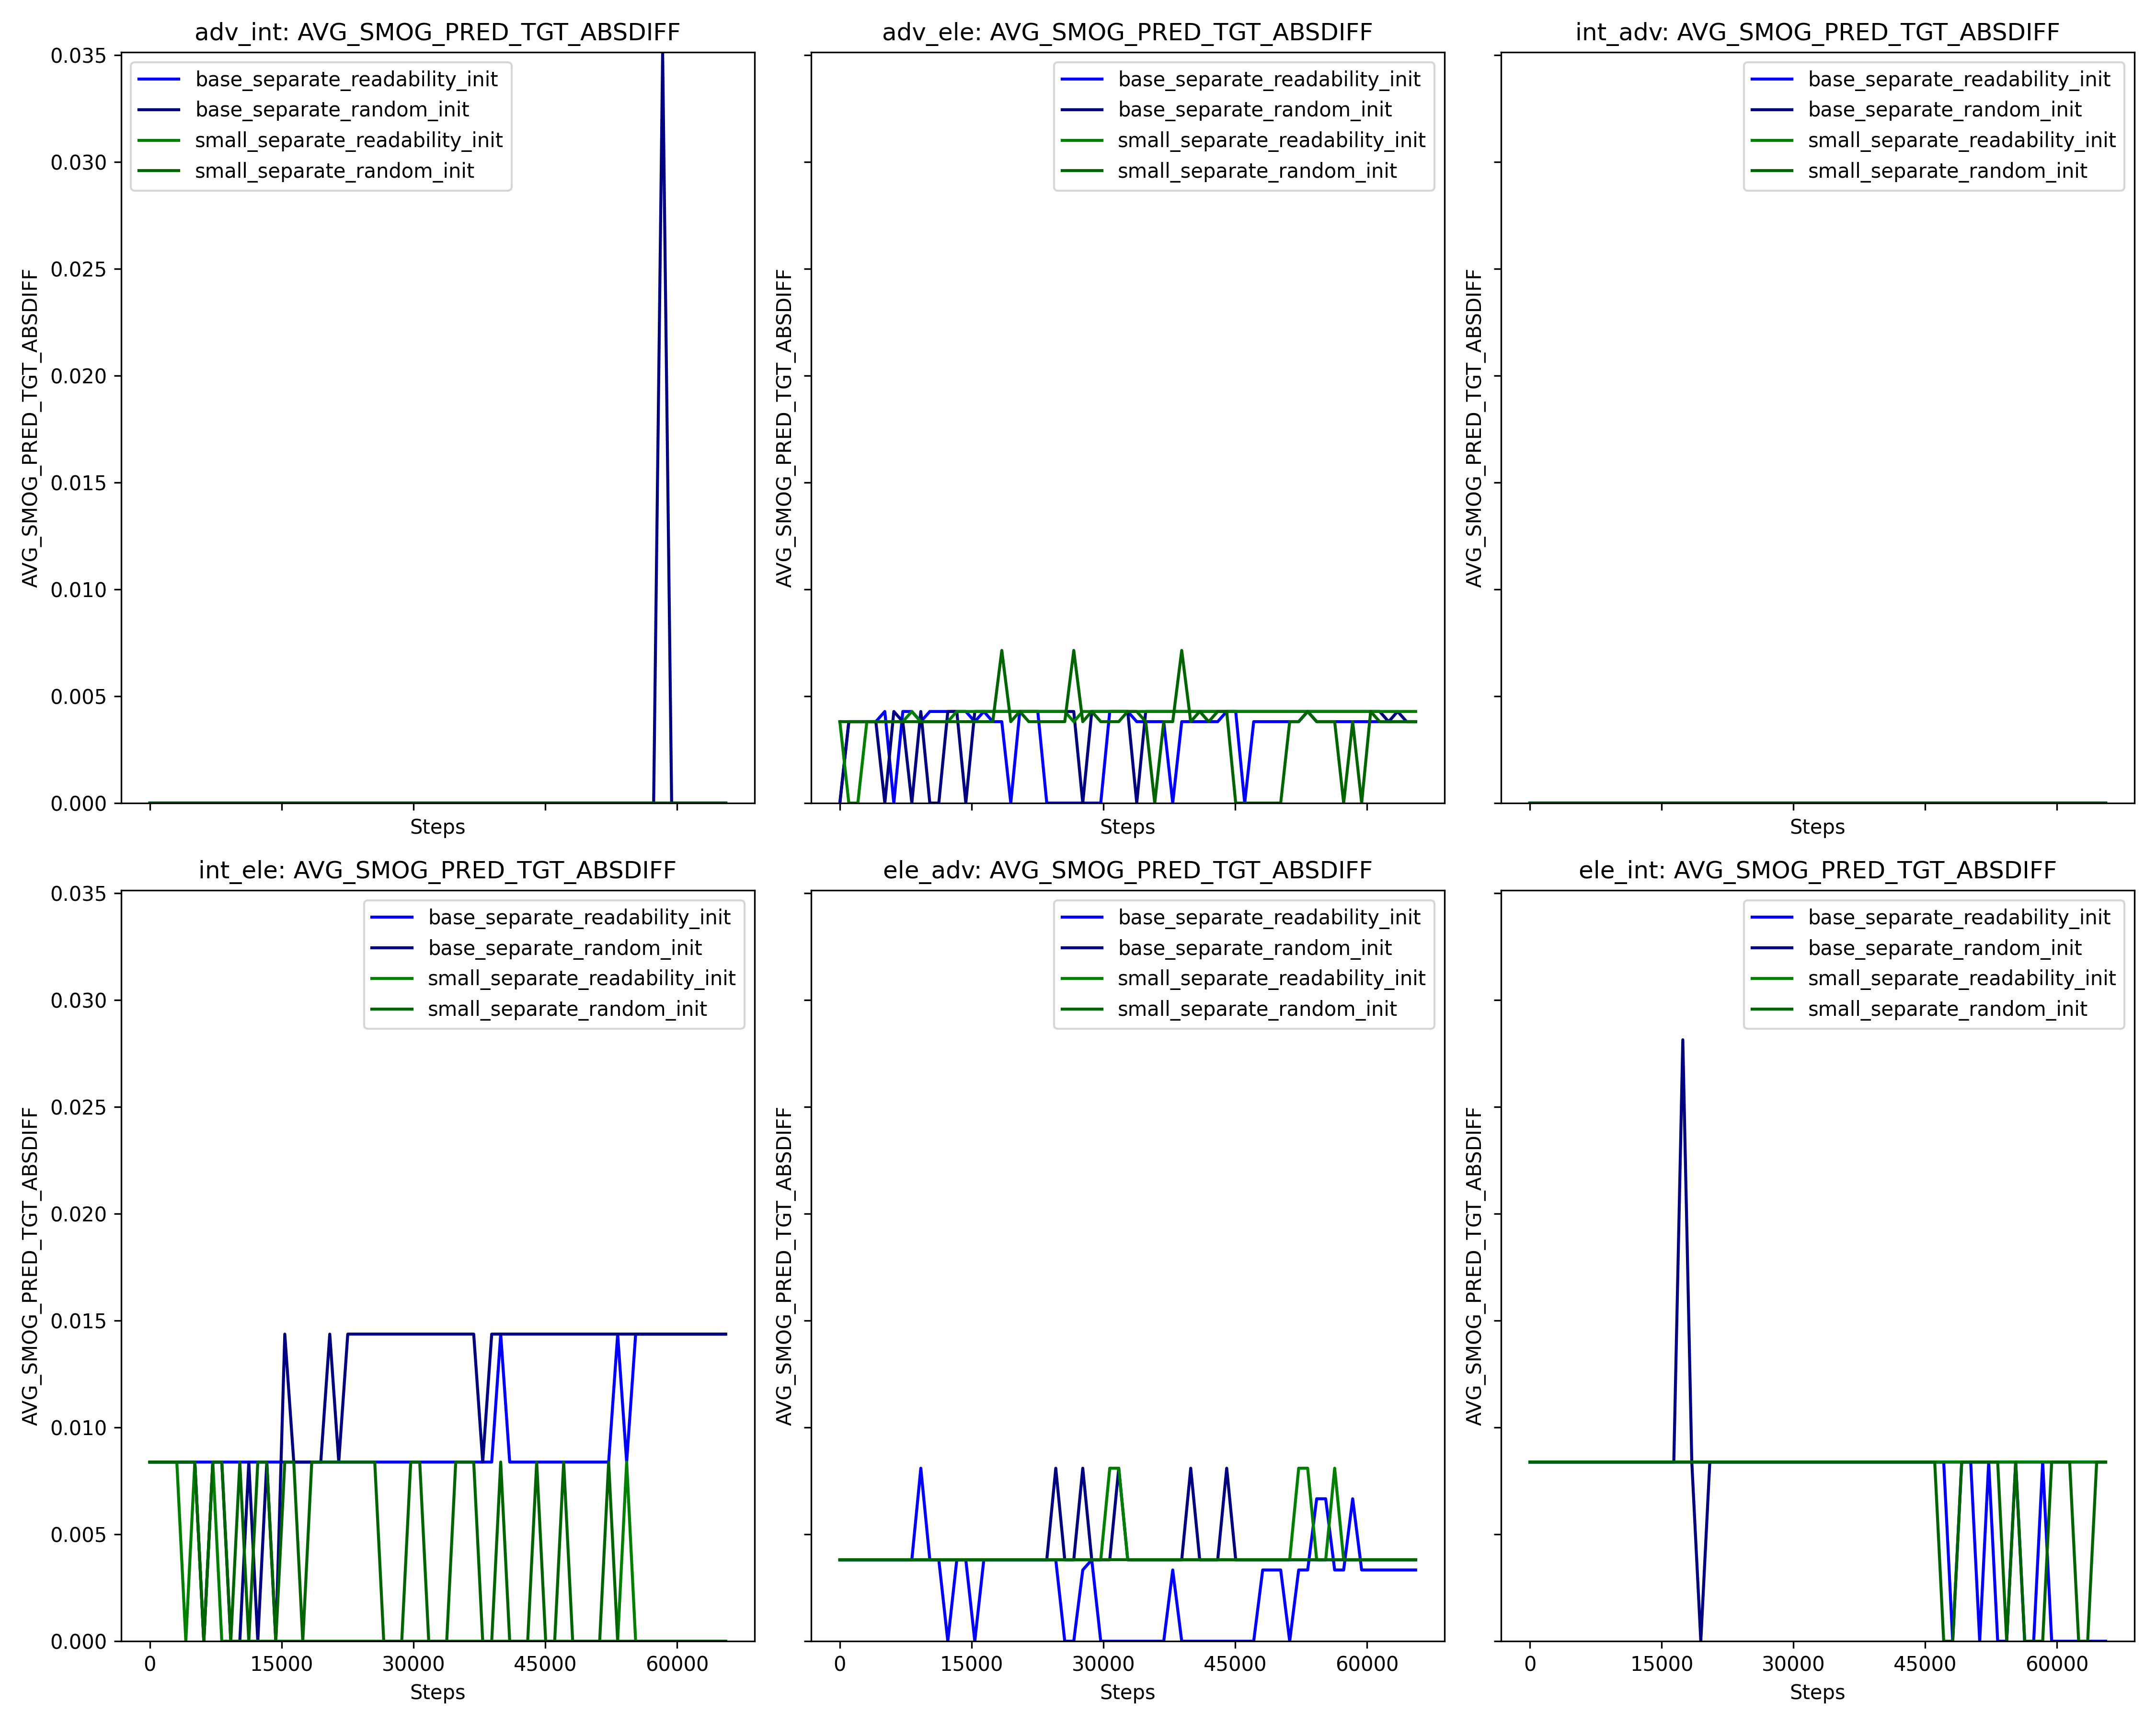 adv_int: AVG_SMOG_PRED_TGT_ABSDIFF
AVG_SMOG_PRED_TGT_ABSDIFF
0.035
0.030
0.025
0.020
0.015
0.010
0.005
0.000
base_separate_readability_init
base_separate_random_init
small_separate_readability_init
small_separate_random_init
Steps
adv_ele: AVG_SMOG_PRED_TGT_ABSDIFF
AVG_SMOG_PRED_TGT_ABSDIFF
base_separate_readability_init
base_separate_random_init
small_separate_readability_init
small_separate_random_init
Steps
int_adv: AVG_SMOG_PRED_TGT_ABSDIFF
AVG_SMOG_PRED_TGT_ABSDIFF
base_separate_readability_init
base_separate_random_init
small_separate_readability_init
small_separate_random_init
Steps
int_ele: AVG_SMOG_PRED_TGT_ABSDIFF
AVG_SMOG_PRED_TGT_ABSDIFF
0.035
0.030
0.025
0.020
0.015
0.010
0.005
0.000
base_separate_readability_init
base_separate_random_init
small_separate_readability_init
small_separate_random_init
0 15000 30000 45000 60000
Steps
ele_adv: AVG_SMOG_PRED_TGT_ABSDIFF
AVG_SMOG_PRED_TGT_ABSDIFF
base_separate_readability_init
base_separate_random_init
small_separate_readability_init
small_separate_random_init
0 15000 30000 45000 60000
Steps
ele_int: AVG_SMOG_PRED_TGT_ABSDIFF
AVG_SMOG_PRED_TGT_ABSDIFF
base_separate_readability_init
base_separate_random_init
small_separate_readability_init
small_separate_random_init
0 15000 30000 45000 60000
Steps